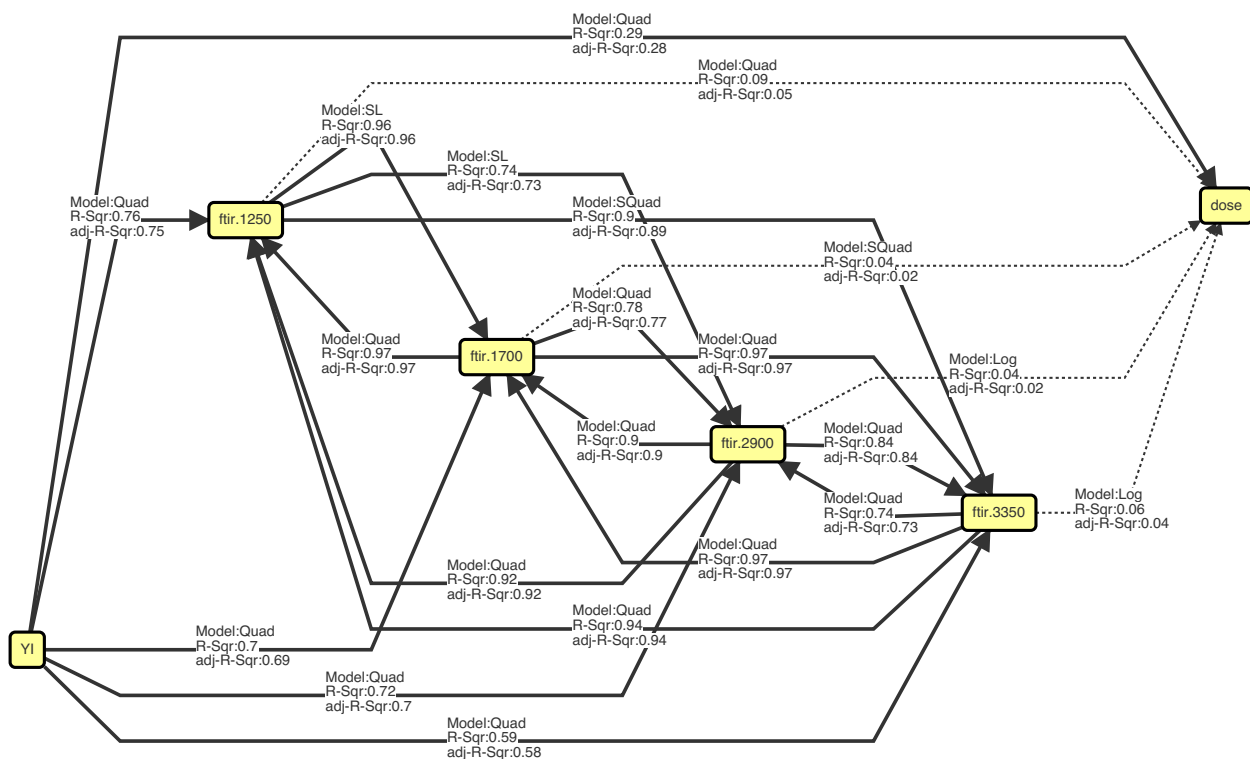 Model:Quad
R-Sqr:0.29
adj-R-Sqr:0.28
Model:Quad
R-Sqr:0.09
adj-R-Sqr:0.05
Model:SL
R-Sqr:0.96
adj-R-Sqr:0.96
Model:SL
R-Sqr:0.74
adj-R-Sqr:0.73
Model:Quad
R-Sqr:0.76
adj-R-Sqr:0.75
ftir.1250
Model:SQuad
R-Sqr:0.9
adj-R-Sqr:0.89
dose
Model:SQuad
R-Sqr:0.04
adj-R-Sqr:0.02
Model:Quad
R-Sqr:0.78
adj-R-Sqr:0.77
Model:Quad
R-Sqr:0.97
adj-R-Sqr:0.97
ftir.1700
Model:Quad
R-Sqr:0.97
adj-R-Sqr:0.97
Model:Log
R-Sqr:0.04
adj-R-Sqr:0.02
Model:Quad
R-Sqr:0.9
adj-R-Sqr:0.9
ftir.2900
Model:Quad
R-Sqr:0.84
adj-R-Sqr:0.84
Model:Quad
R-Sqr:0.74
adj-R-Sqr:0.73
ftir.3350
Model:Log
R-Sqr:0.06
adj-R-Sqr:0.04
Model:Quad
R-Sqr:0.97
adj-R-Sqr:0.97
Model:Quad
R-Sqr:0.92
adj-R-Sqr:0.92
Model:Quad
R-Sqr:0.94
adj-R-Sqr:0.94
YI
Model:Quad
R-Sqr:0.7
adj-R-Sqr:0.69
Model:Quad
R-Sqr:0.72
adj-R-Sqr:0.7
Model:Quad
R-Sqr:0.59
adj-R-Sqr:0.58